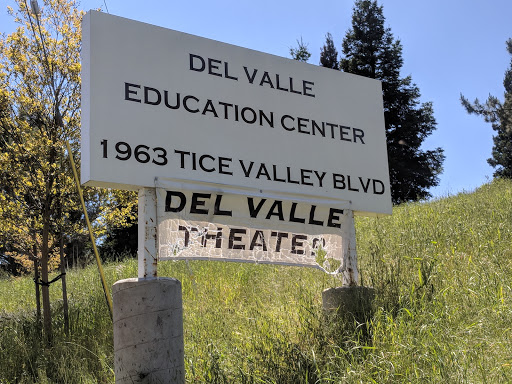 DEL VALLE
EDUCATION CENTER
1963 TICE VALLEY BLVD
DEL VALLE
THEATER